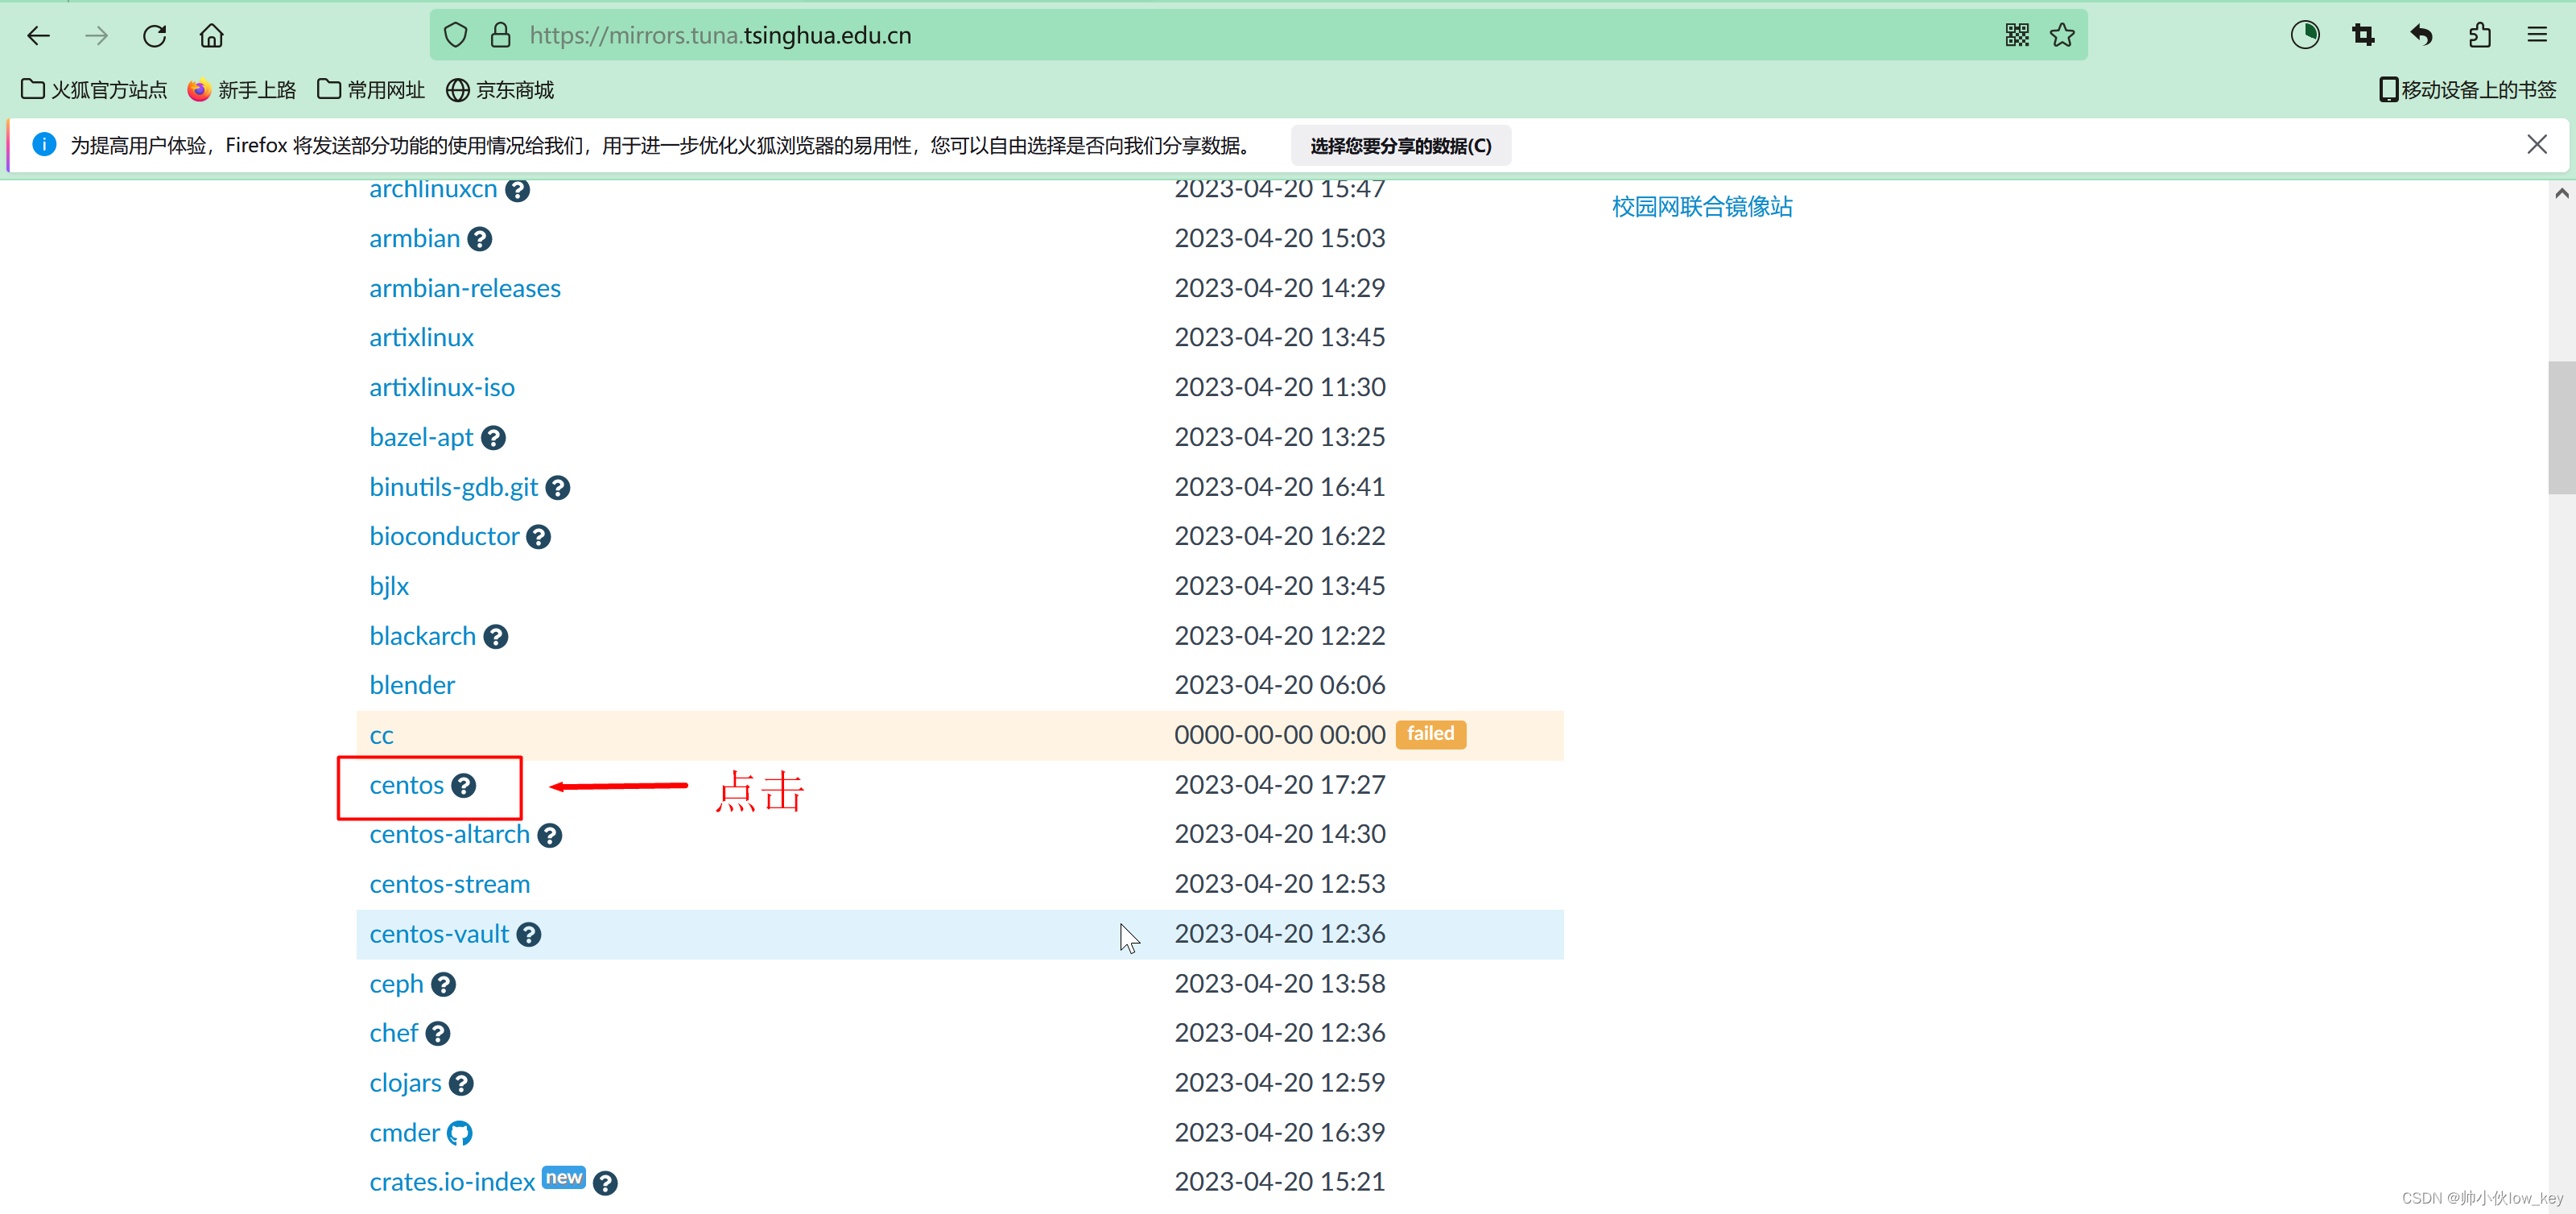 https://mirrors.tuna.tsinghua.edu.cn
火狐官方站点 新手上路 常用网址 京东商城 移动设备上的书签
为提高用户体验，Firefox 将发送部分功能的使用情况给我们，用于进一步优化火狐浏览器的易用性，您可以自由选择是否向我们分享数据。 选择您要分享的数据(C)
archlinuxcn 2023-04-20 15:47
校园网联合镜像站
armbian 2023-04-20 15:03
armbian-releases 2023-04-20 14:29
artixlinux 2023-04-20 13:45
artixlinux-iso 2023-04-20 11:30
bazel-apt 2023-04-20 13:25
binutils-gdb.git 2023-04-20 16:41
bioconductor 2023-04-20 16:22
bjlx 2023-04-20 13:45
blackarch 2023-04-20 12:22
blender 2023-04-20 06:06
cc 0000-00-00 00:00 failed
centos 点击 2023-04-20 17:27
centos-altarch 2023-04-20 14:30
centos-stream 2023-04-20 12:53
centos-vault 2023-04-20 12:36
ceph 2023-04-20 13:58
chef 2023-04-20 12:36
clojars 2023-04-20 12:59
cmder 2023-04-20 16:39
crates.io-index new 2023-04-20 15:21
CSDN @帅小伙low_key